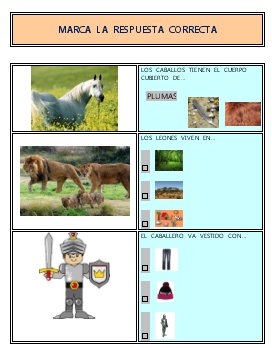 MARCA LA RESPUESTA CORRECTA
LOS CABALLOS TIENEN EL CUERPO
CUBIERTO DE...
PLUMAS
LOS LEONES VIVEN EN...
EL CABALLERO VA VESTIDO CON...